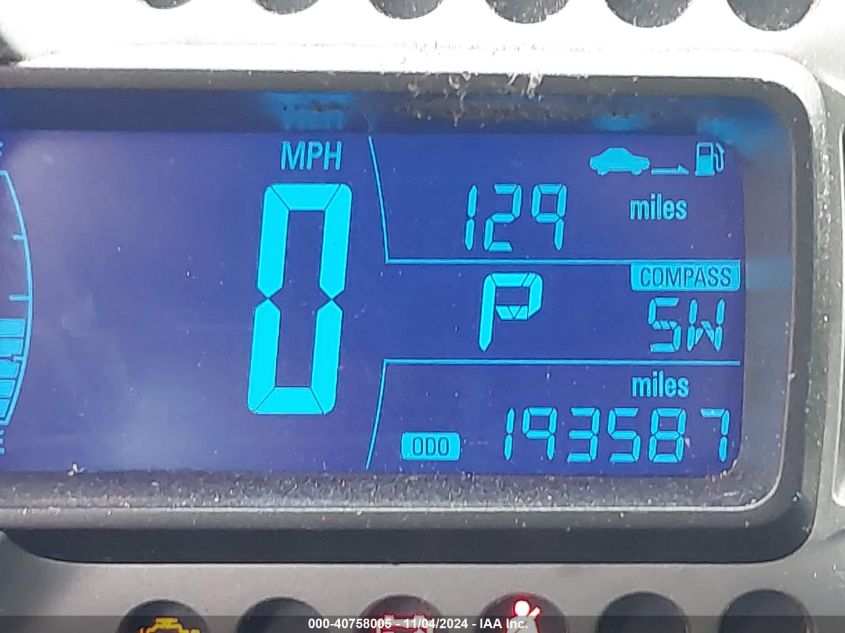 MPH
0
129 miles
COMPASS
P SW
miles
ODO 193587
000-40758005 - 11/04/2024 - IAA Inc.